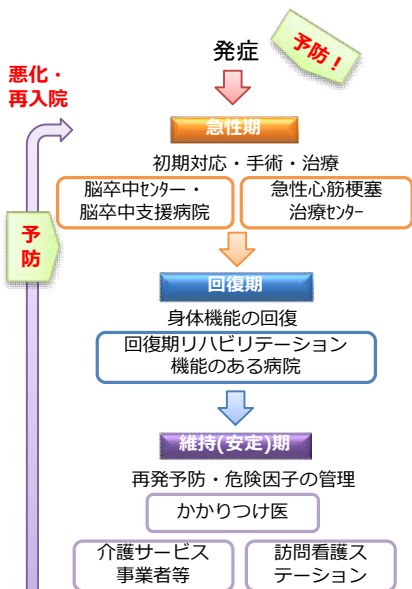 発症
予防！
悪化・
再入院
急性期
初期対応・手術・治療
脳卒中ｾﾝﾀｰ・
脳卒中支援病院
急性心筋梗塞
治療ｾﾝﾀｰ
予
防
回復期
身体機能の回復
回復期リハビリテーション
機能のある病院
維持(安定)期
再発予防・危険因子の管理
かかりつけ医
介護サービス
事業者等
訪問看護ス
テーション